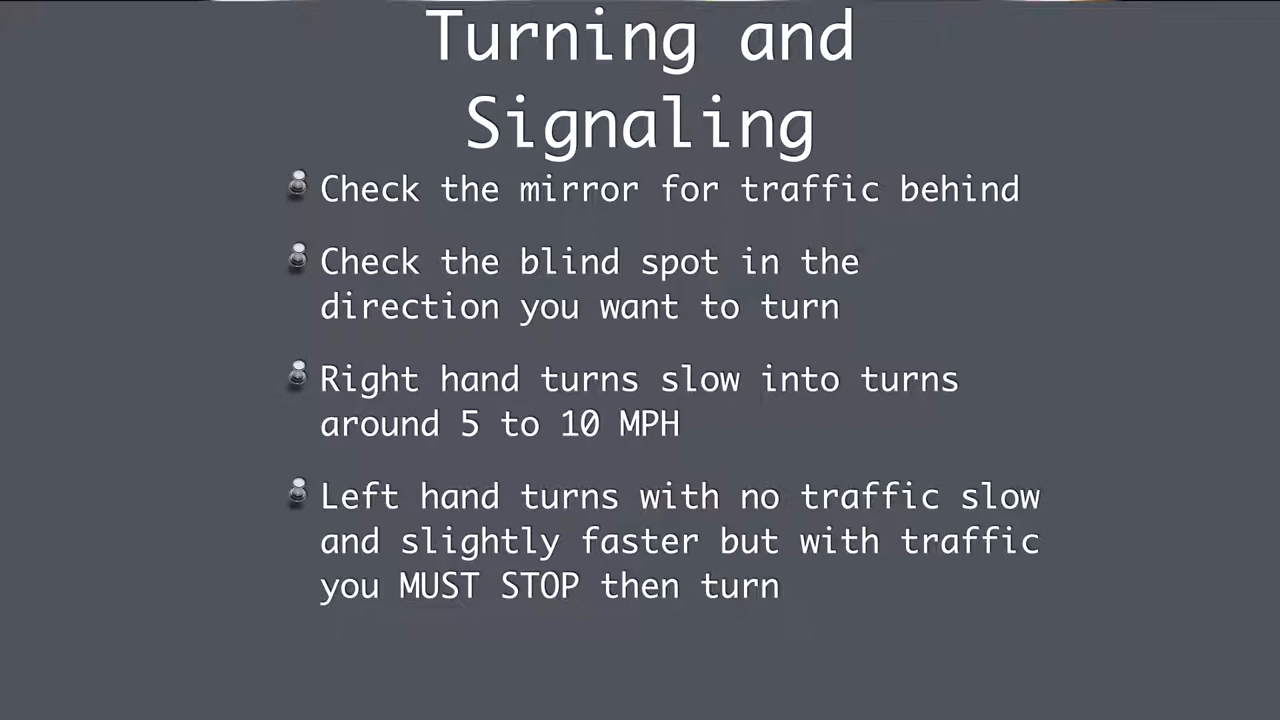 Turning and
Signaling
Check the mirror for traffic behind
Check the blind spot in the
direction you want to turn
Right hand turns slow into turns
around 5 to 10 MPH
Left hand turns with no traffic slow
and slightly faster but with traffic
you MUST STOP then turn